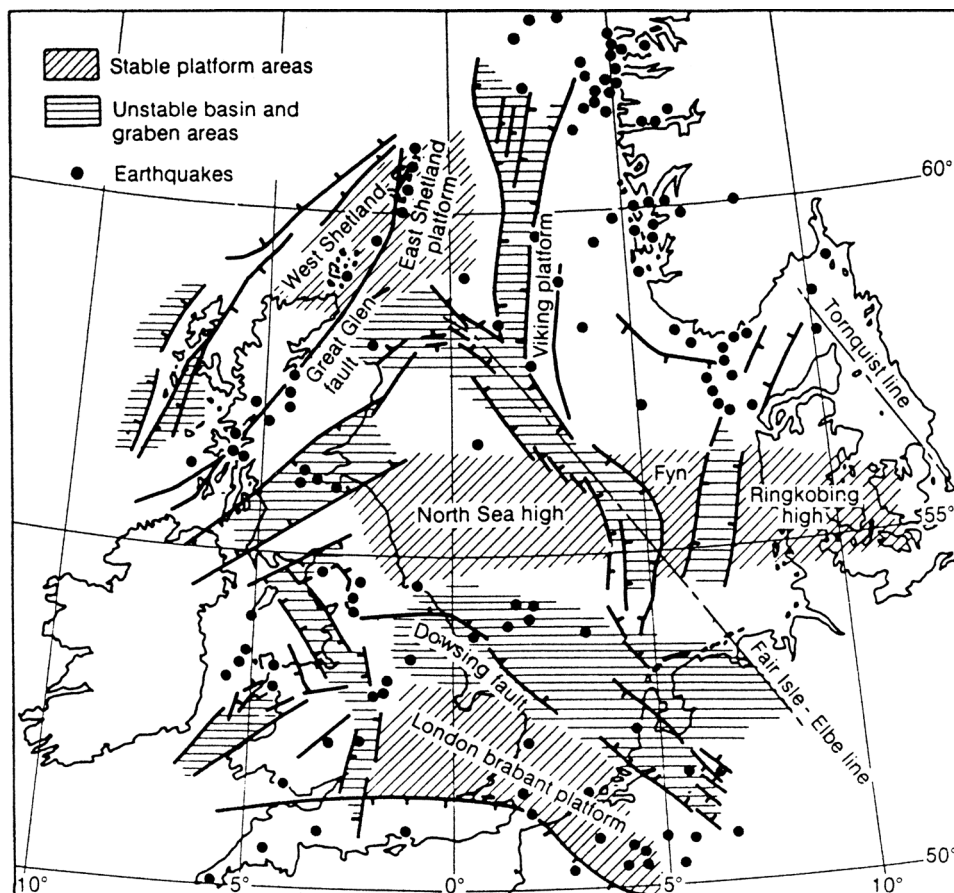 Stable platform areas
Unstable basin and
graben areas
Earthquakes
60°
West Shetland
East Shetland
platform
Viking platform
Great Glen
fault
Tornquist line
North Sea high
Fyn
Ringkobing
high
55°
Dowsing fault
London brabant platform
Fair Isle - Elbe line
50°
10°
5°
0°
5°
10°